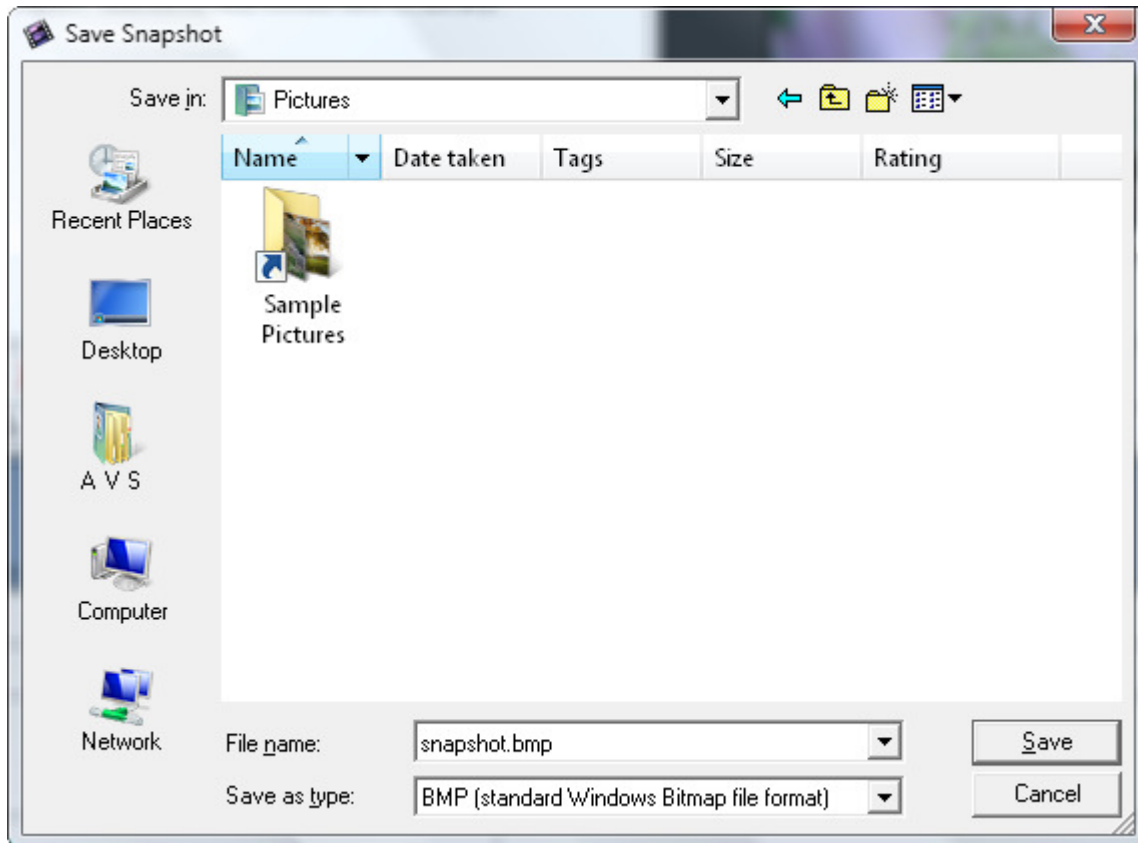 Save Snapshot
Save in: Pictures
Name Date taken Tags Size Rating
Recent Places
Sample
Pictures
Desktop
A V S
Computer
Network
File name: snapshot.bmp Save
Save as type: BMP (standard Windows Bitmap file format) Cancel